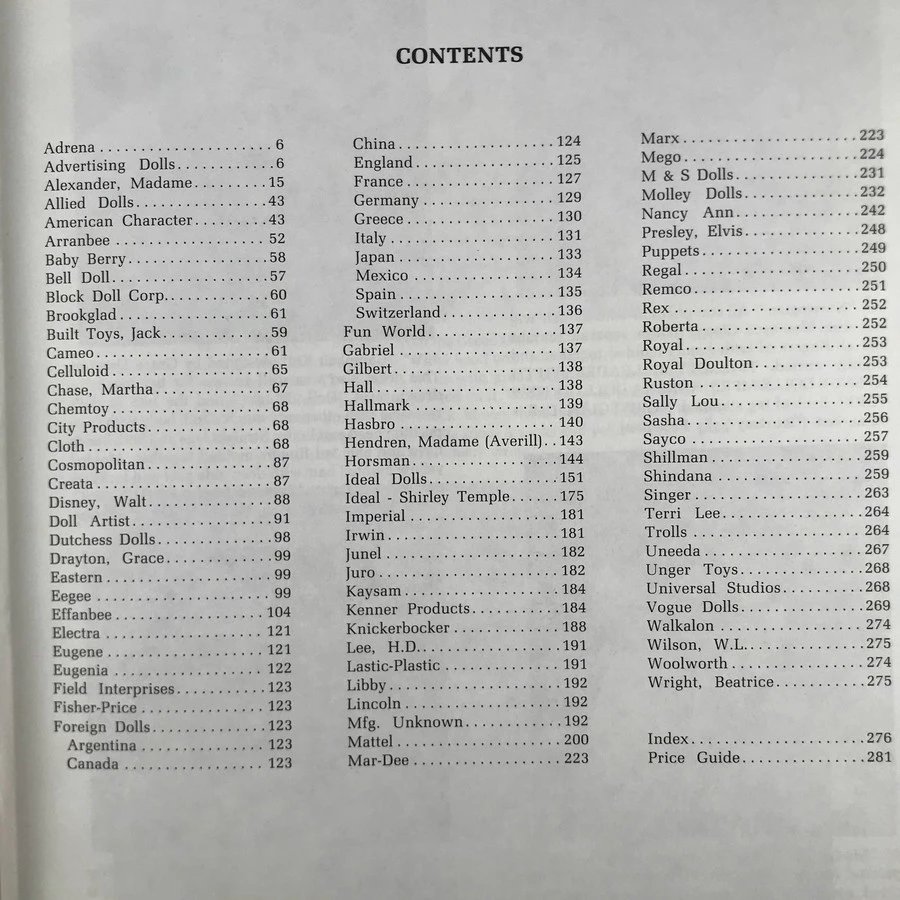 CONTENTS
Adrena .................... 6
Advertising Dolls........... 6
Alexander, Madame......... 15
Allied Dolls................ 43
American Character......... 43
Arranbee .................. 52
Baby Berry................. 58
Bell Doll................... 57
Block Doll Corp............. 60
Brookglad.................. 61
Built Toys, Jack............. 59
Cameo..................... 61
Celluloid................... 65
Chase, Martha.............. 67
Chemtoy................... 68
City Products............... 68
Cloth...................... 68
Cosmopolitan............... 87
Creata..................... 87
Disney, Walt................ 88
Doll Artist.................. 91
Dutchess Dolls.............. 98
Drayton, Grace............. 99
Eastern.................... 99
Eegee ..................... 99
Effanbee................... 104
Electra .................... 121
Eugene .................... 121
Eugenia ................... 122
Field Interprises............ 123
Fisher-Price ................ 123
Foreign Dolls............... 123
Argentina ................. 123
Canada ................... 123
China..................... 124
England................... 125
France.................... 127
Germany .................. 129
Greece.................... 130
Italy...................... 131
Japan..................... 133
Mexico ................... 134
Spain..................... 135
Switzerland................ 136
Fun World................. 137
Gabriel ................... 137
Gilbert.................... 138
Hall...................... 138
Hallmark .................. 139
Hasbro ................... 140
Hendren, Madame (Averill).. 143
Horsman.................. 144
Ideal Dolls................. 151
Ideal - Shirley Temple...... 175
Imperial .................. 181
Irwin..................... 181
Junel ..................... 182
Juro...................... 182
Kaysam................... 184
Kenner Products............ 184
Knickerbocker .............. 188
Lee, H.D................... 191
Lastic-Plastic .............. 191
Libby..................... 192
Lincoln................... 192
Mfg. Unknown............. 192
Mattel.................... 200
Mar-Dee .................. 223
Marx..................... 223
Mego..................... 224
M & S Dolls............... 231
Molley Dolls............... 232
Nancy Ann................ 242
Presley, Elvis............... 248
Puppets................... 249
Regal..................... 250
Remco.................... 251
Rex ...................... 252
Roberta................... 252
Royal..................... 253
Royal Doulton.............. 253
Ruston ................... 254
Sally Lou.................. 255
Sasha..................... 256
Sayco .................... 257
Shillman................... 259
Shindana .................. 259
Singer.................... 263
Terri Lee.................. 264
Trolls .................... 264
Uneeda................... 267
Unger Toys................ 268
Universal Studios........... 268
Vogue Dolls............... 269
Walkalon ................. 274
Wilson, W.L................ 275
Woolworth ................ 274
Wright, Beatrice............ 275
Index..................... 276
Price Guide................ 281